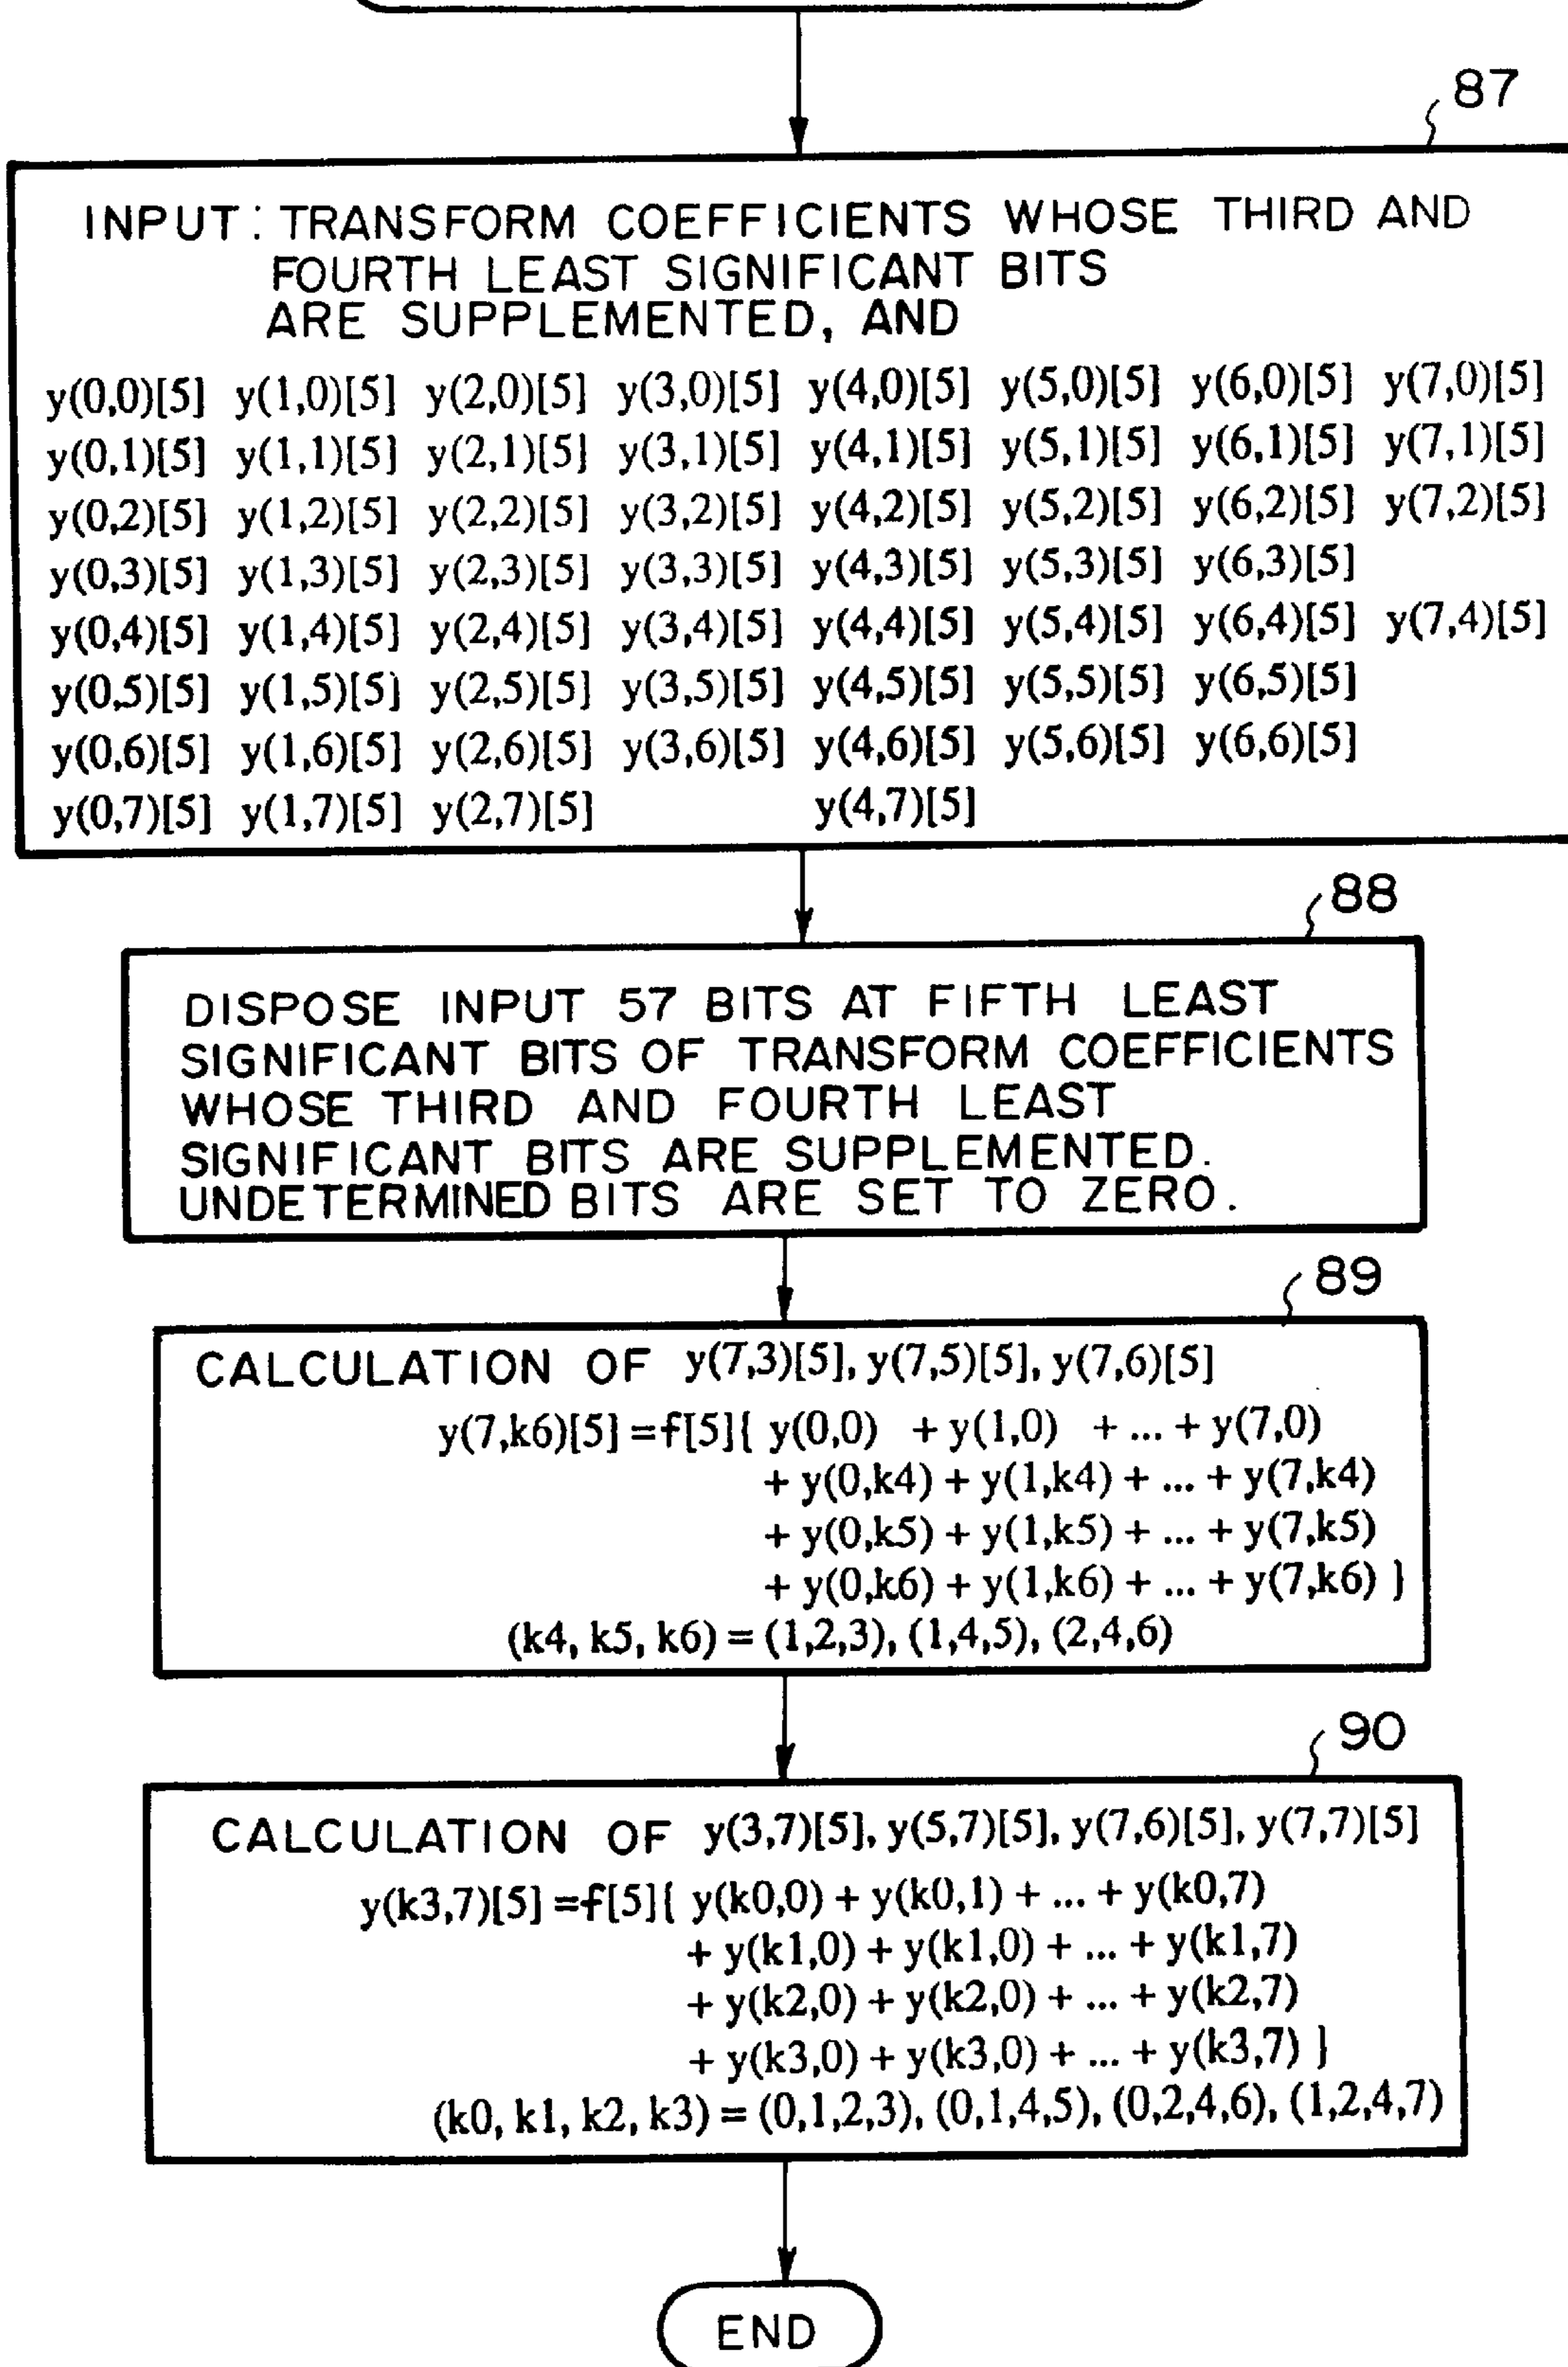 87
INPUT: TRANSFORM COEFFICIENTS WHOSE THIRD AND
FOURTH LEAST SIGNIFICANT BITS
ARE SUPPLEMENTED, AND
y(0,0)[5] y(1,0)[5] y(2,0)[5] y(3,0)[5] y(4,0)[5] y(5,0)[5] y(6,0)[5] y(7,0)[5]
y(0,1)[5] y(1,1)[5] y(2,1)[5] y(3,1)[5] y(4,1)[5] y(5,1)[5] y(6,1)[5] y(7,1)[5]
y(0,2)[5] y(1,2)[5] y(2,2)[5] y(3,2)[5] y(4,2)[5] y(5,2)[5] y(6,2)[5] y(7,2)[5]
y(0,3)[5] y(1,3)[5] y(2,3)[5] y(3,3)[5] y(4,3)[5] y(5,3)[5] y(6,3)[5]
y(0,4)[5] y(1,4)[5] y(2,4)[5] y(3,4)[5] y(4,4)[5] y(5,4)[5] y(6,4)[5] y(7,4)[5]
y(0,5)[5] y(1,5)[5] y(2,5)[5] y(3,5)[5] y(4,5)[5] y(5,5)[5] y(6,5)[5]
y(0,6)[5] y(1,6)[5] y(2,6)[5] y(3,6)[5] y(4,6)[5] y(5,6)[5] y(6,6)[5]
y(0,7)[5] y(1,7)[5] y(2,7)[5] y(4,7)[5]
88
DISPOSE INPUT 57 BITS AT FIFTH LEAST
SIGNIFICANT BITS OF TRANSFORM COEFFICIENTS
WHOSE THIRD AND FOURTH LEAST
SIGNIFICANT BITS ARE SUPPLEMENTED.
UNDETERMINED BITS ARE SET TO ZERO.
89
CALCULATION OF y(7,3)[5], y(7,5)[5], y(7,6)[5]
y(7,k6)[5] =f[5]{ y(0,0) + y(1,0) + ... + y(7,0)
+ y(0,k4) + y(1,k4) + ... + y(7,k4)
+ y(0,k5) + y(1,k5) + ... + y(7,k5)
+ y(0,k6) + y(1,k6) + ... + y(7,k6) }
(k4, k5, k6) = (1,2,3), (1,4,5), (2,4,6)
90
CALCULATION OF y(3,7)[5], y(5,7)[5], y(7,6)[5], y(7,7)[5]
y(k3,7)[5] =f[5]{ y(k0,0) + y(k0,1) + ... + y(k0,7)
+ y(k1,0) + y(k1,0) + ... + y(k1,7)
+ y(k2,0) + y(k2,0) + ... + y(k2,7)
+ y(k3,0) + y(k3,0) + ... + y(k3,7) }
(k0, k1, k2, k3) = (0,1,2,3), (0,1,4,5), (0,2,4,6), (1,2,4,7)
END